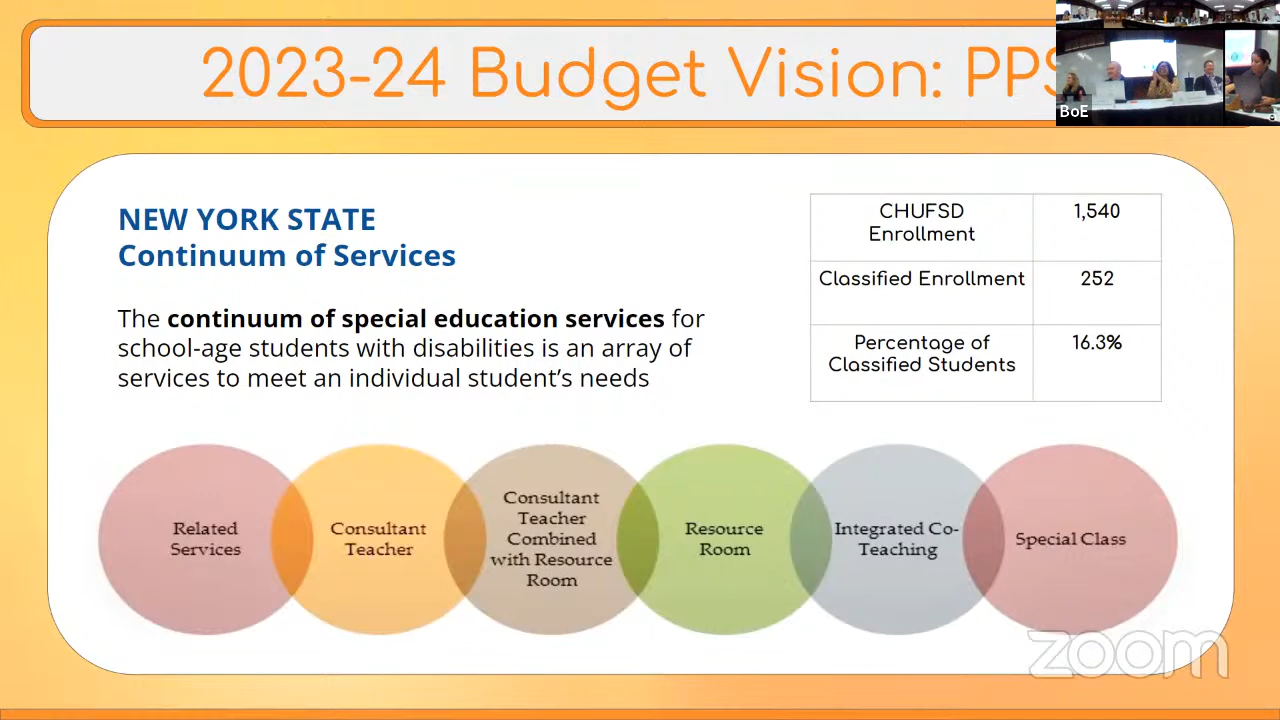 2023-24 Budget Vision: PPS
BoE
NEW YORK STATE
Continuum of Services
The continuum of special education services for
school-age students with disabilities is an array of
services to meet an individual student's needs
CHUFSD
Enrollment
1,540
Classified Enrollment
252
Percentage of
Classified Students
16.3%
Related
Services
Consultant
Teacher
Consultant
Teacher
Combined
with Resource
Room
Resource
Room
Integrated Co-
Teaching
Special Class
zoom